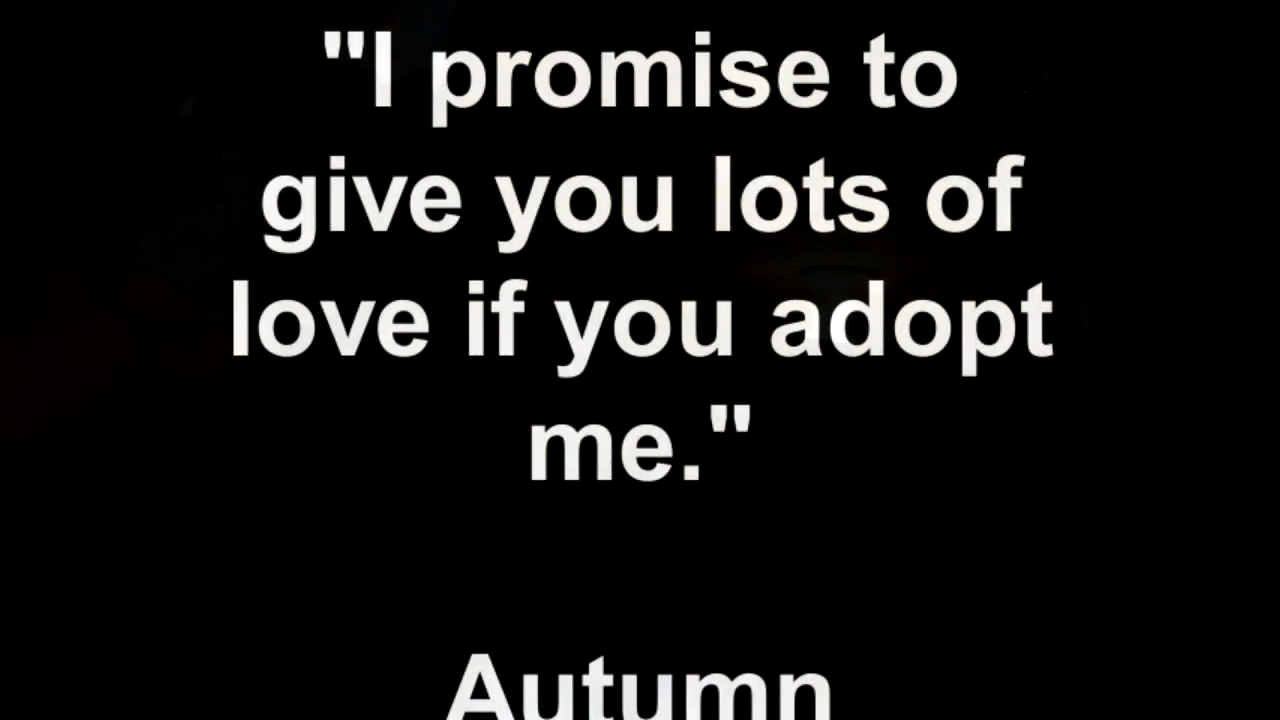 "I promise to
give you lots of
love if you adopt
me."
Autumn